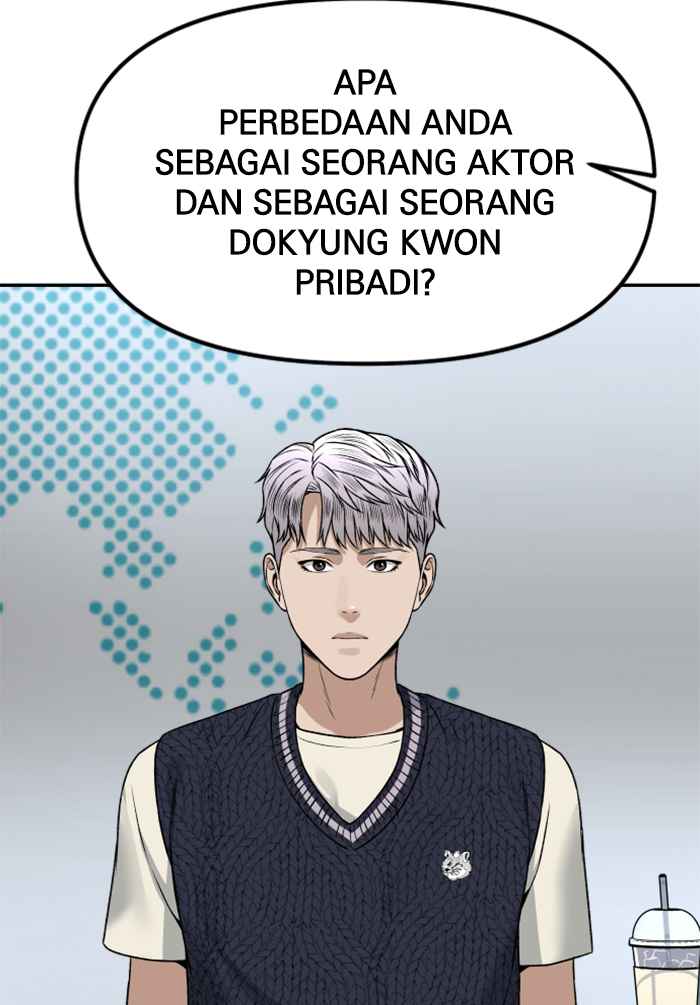 APA
PERBEDAAN ANDA
SEBAGAI SEORANG AKTOR
DAN SEBAGAI SEORANG
DOKYUNG KWON
PRIBADI?